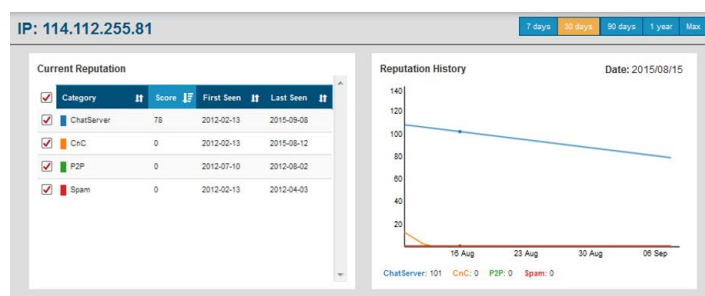 IP: 114.112.255.81
7 days 30 days 90 days 1 year Max
Current Reputation
Category Score First Seen Last Seen
ChatServer 78 2012-02-13 2015-09-08
CnC 0 2012-02-13 2015-08-12
P2P 0 2012-07-10 2012-08-02
Spam 0 2012-02-13 2012-04-03
Reputation History Date: 2015/08/15
140
120
100
80
60
40
20
16 Aug 23 Aug 30 Aug 06 Sep
ChatServer: 101 CnC: 0 P2P: 0 Spam: 0